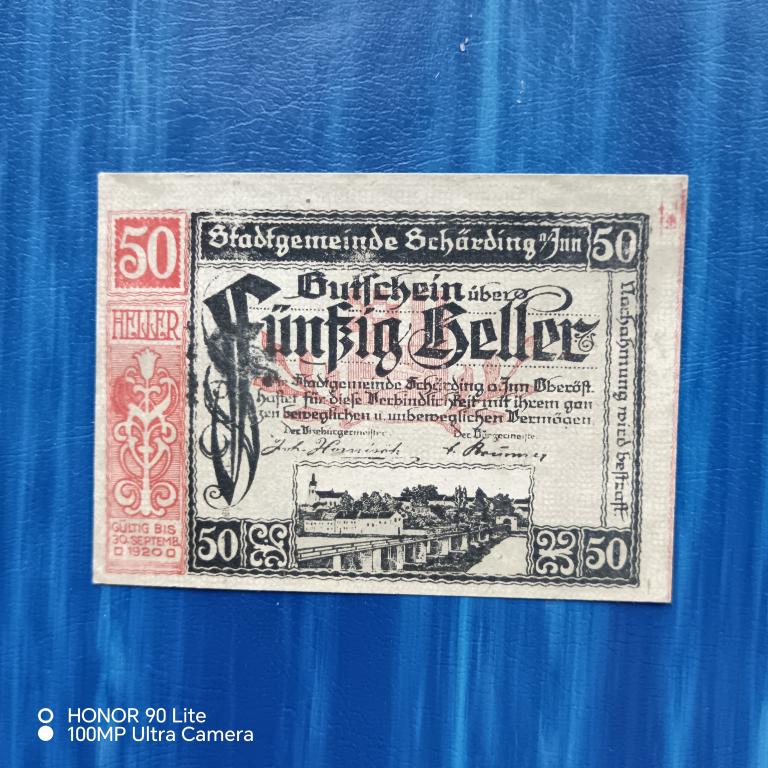 50
HELLER
GÜLTIG BIS
30. SEPTEMB.
1920
Stadtgemeinde Schärding a/Inn
50
Gutschein über
Fünfzig Heller
Die Stadtgemeinde Schärding a. Inn Oberöst.
haftet für diese Verbindlichkeit mit ihrem gan
zen beweglichen u. unbeweglichen Vermögen
Der Vizebürgermeister
Der Bürgermeister
Nachahmung wird bestraft
50
50
HONOR 90 Lite
100MP Ultra Camera